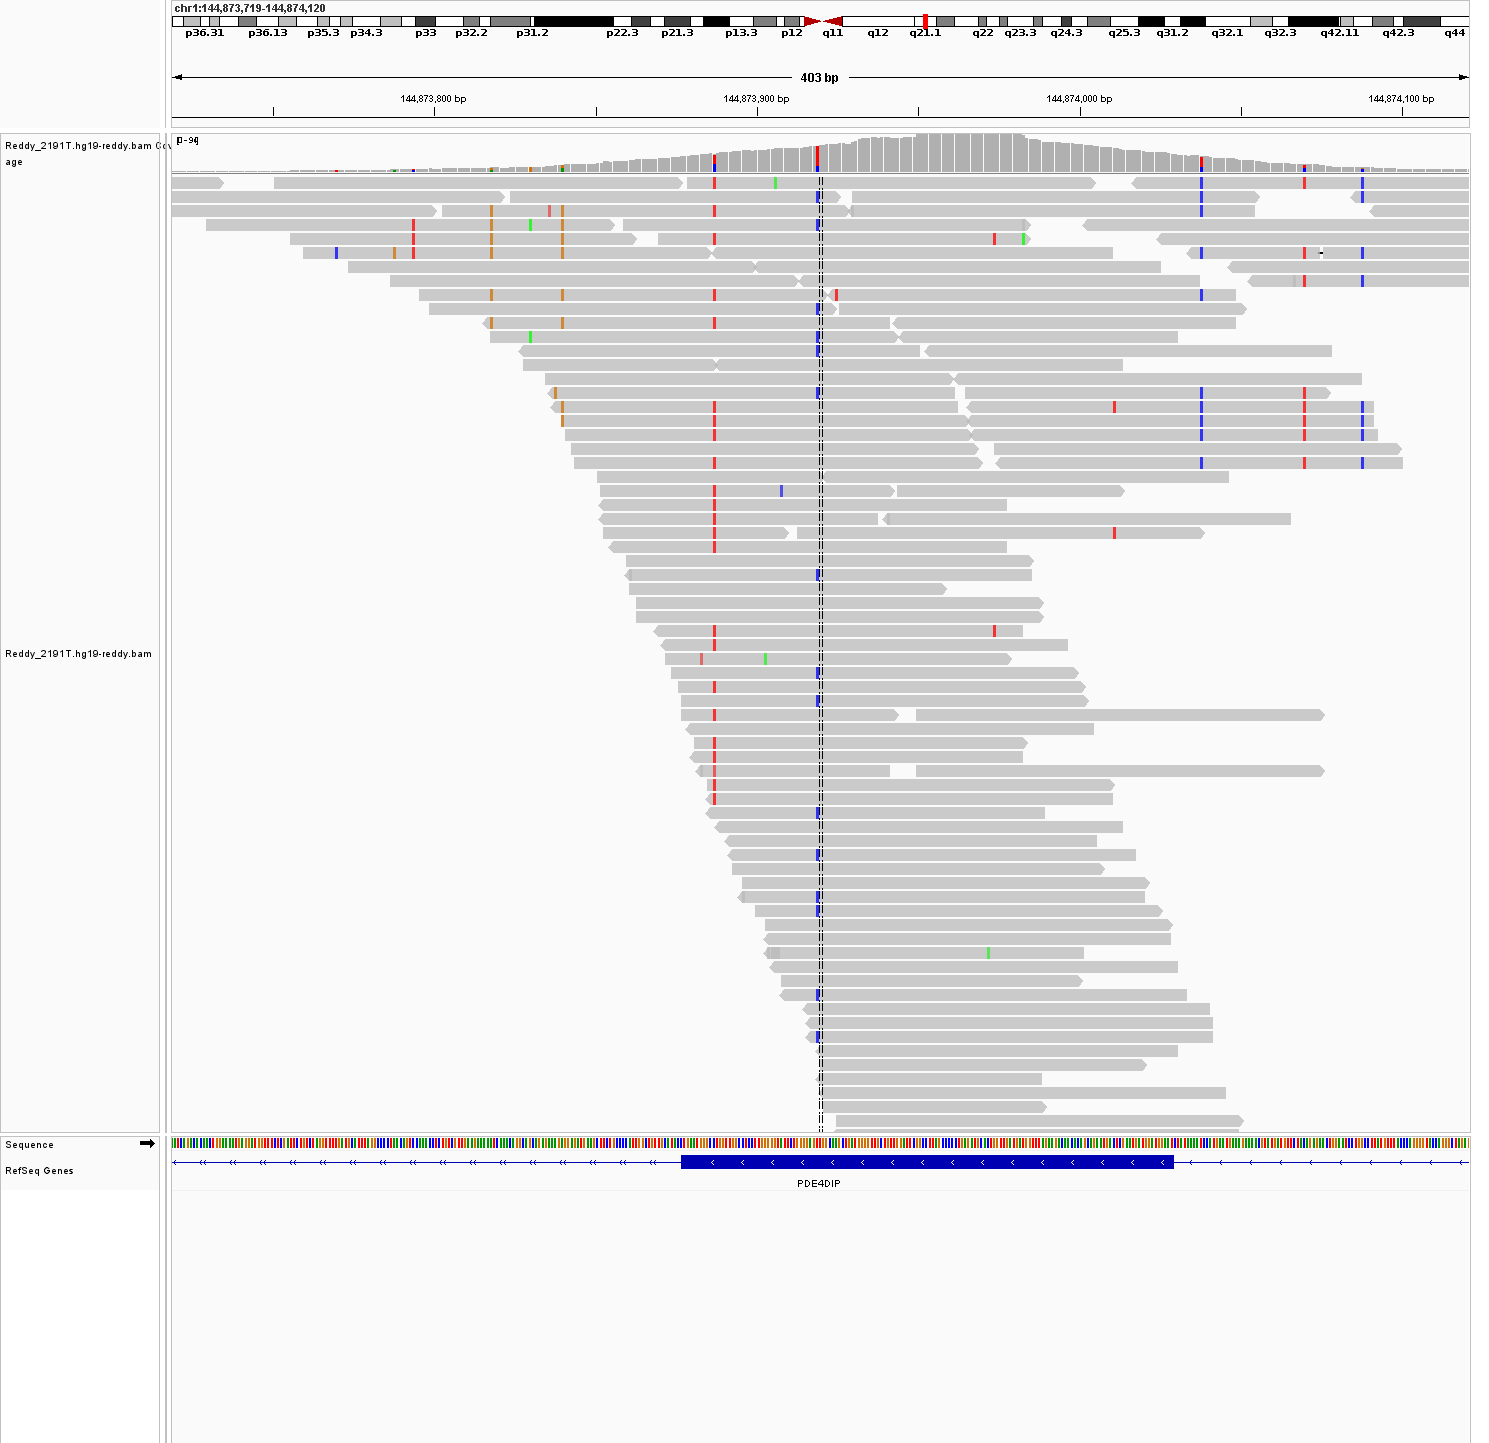 chr1:144,873,719-144,874,120
p36.31 p36.13 p35.3 p34.3 p33 p32.2 p31.2 p22.3 p21.3 p13.3 p12 q11 q12 q21.1 q22 q23.3 q24.3 q25.3 q31.2 q32.1 q32.3 q42.11 q42.3 q44
403 bp
144,873,800 bp 144,873,900 bp 144,874,000 bp 144,874,100 bp
Reddy_2191T.hg19-reddy.bam Cov
age
Reddy_2191T.hg19-reddy.bam
Sequence
RefSeq Genes
PDE4DIP